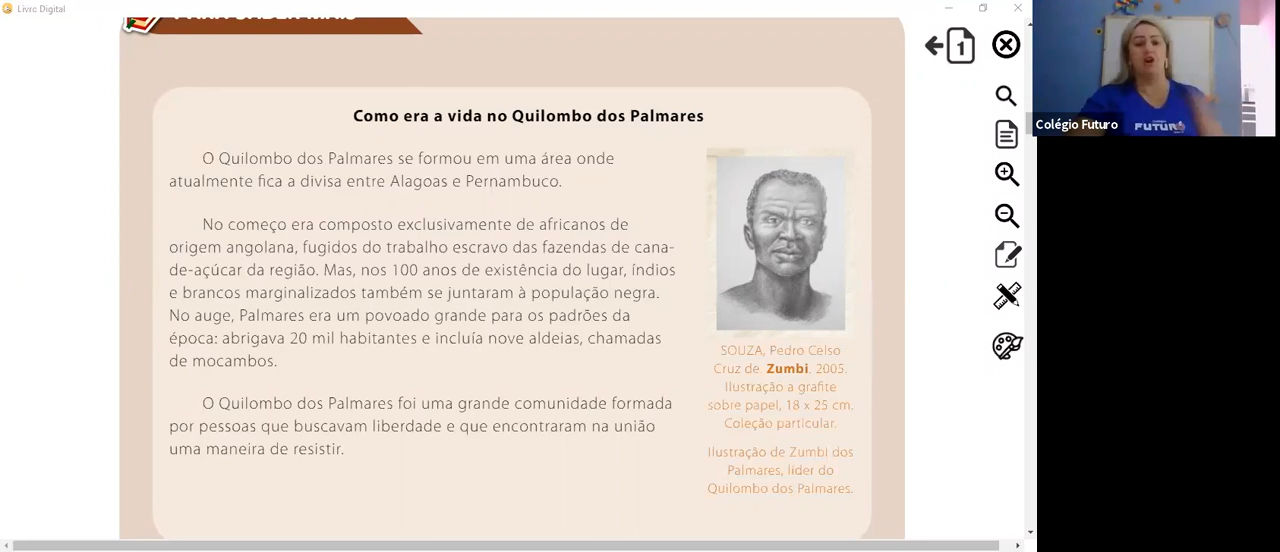 Livro Digital
Como era a vida no Quilombo dos Palmares
O Quilombo dos Palmares se formou em uma área onde
atualmente fica a divisa entre Alagoas e Pernambuco.
No começo era composto exclusivamente de africanos de
origem angolana, fugidos do trabalho escravo das fazendas de cana-
de-açúcar da região. Mas, nos 100 anos de existência do lugar, índios
e brancos marginalizados também se juntaram à população negra.
No auge, Palmares era um povoado grande para os padrões da
época: abrigava 20 mil habitantes e incluía nove aldeias, chamadas
de mocambos.
O Quilombo dos Palmares foi uma grande comunidade formada
por pessoas que buscavam liberdade e que encontraram na união
uma maneira de resistir.
SOUZA, Pedro Celso
Cruz de. Zumbi. 2005.
Ilustração a grafite
sobre papel, 18 x 25 cm.
Coleção particular.
Ilustração de Zumbi dos
Palmares, líder do
Quilombo dos Palmares.
1
Colégio Futuro
FUTURO